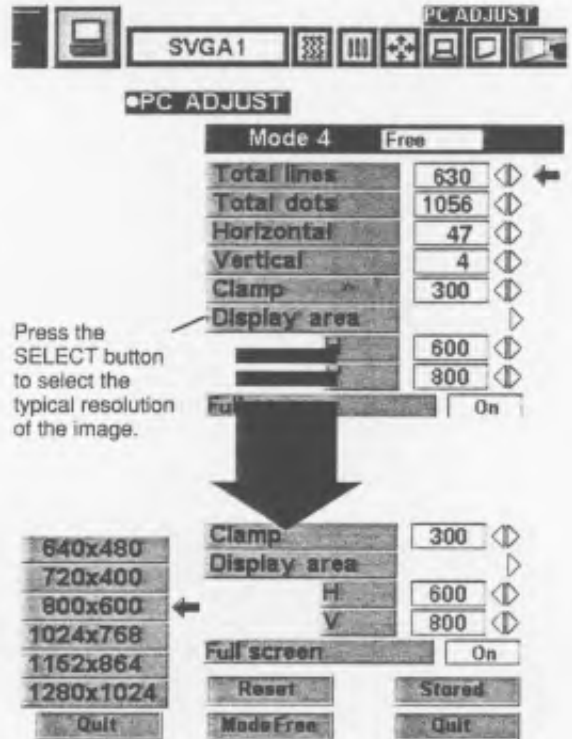 PC ADJUST
SVGA1
●PC ADJUST
Mode 4 Free
Total lines 630
Total dots 1056
Horizontal 47
Vertical 4
Clamp 300
Display area
600
800
Full On
Press the
SELECT button
to select the
typical resolution
of the image.
Clamp 300
Display area
H 600
V 800
Full screen On
Reset Stored
Mode Free Quit
640x480
720x400
800x600
1024x768
1152x864
1280x1024
Quit